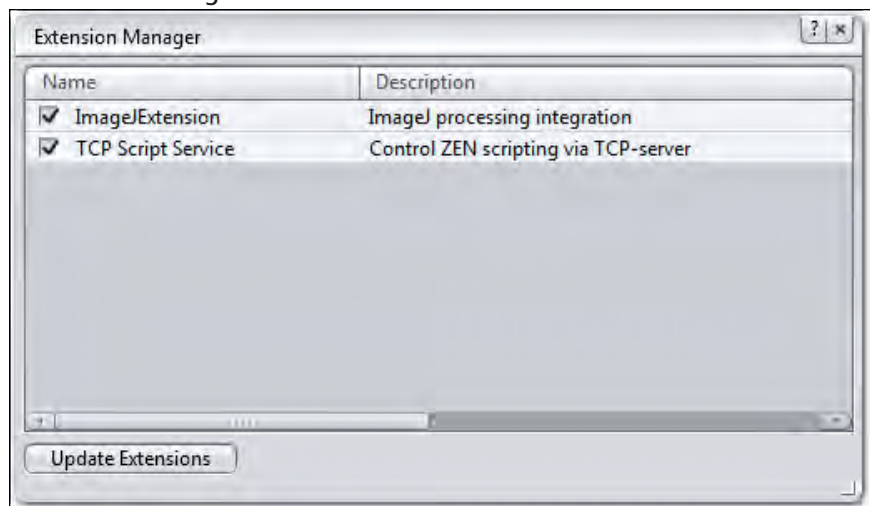 Extension Manager ? ×
Name Description
ImageJExtension ImageJ processing integration
TCP Script Service Control ZEN scripting via TCP-server
Update Extensions